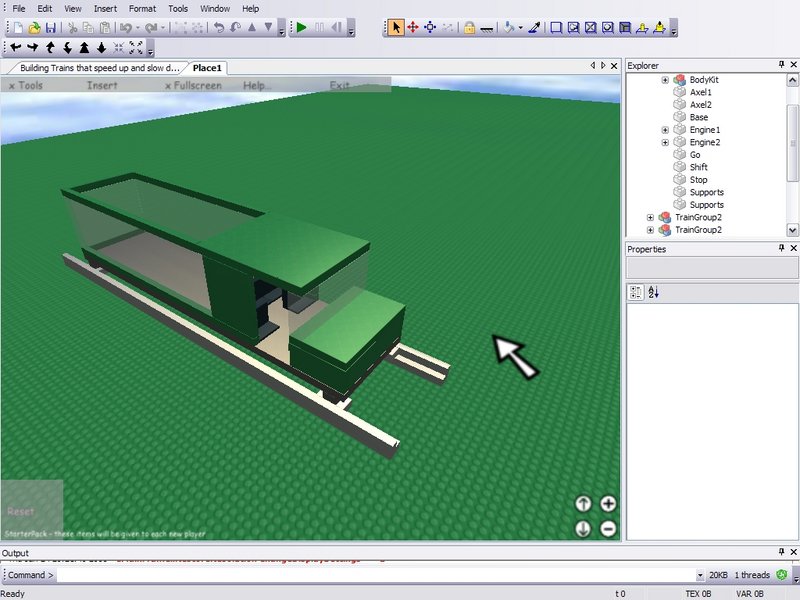 File Edit View Insert Format Tools Window Help
Building Trains that speed up and slow d... Place1
x Tools Insert x Fullscreen Help... Exit
Explorer
BodyKit
Axel1
Axel2
Base
Engine1
Engine2
Go
Shift
Stop
Supports
Supports
TrainGroup2
TrainGroup2
Properties
Reset
StarterPack - these items will be given to each new player
Output
Command >
20KB 1 threads
Ready t 0 TEX 0B VAR 0B